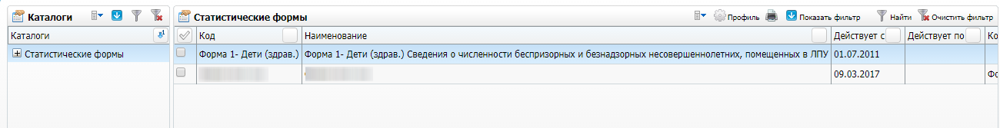 Каталоги
Каталоги
Статистические формы
Статистические формы Профиль Показать фильтр Найти Очистить фильтр
Код Наименование Действует с Действует по Ко
Форма 1- Дети (здрав.) Форма 1- Дети (здрав.) Сведения о численности беспризорных и безнадзорных несовершеннолетних, помещенных в ЛПУ 01.07.2011
09.03.2017 Фо